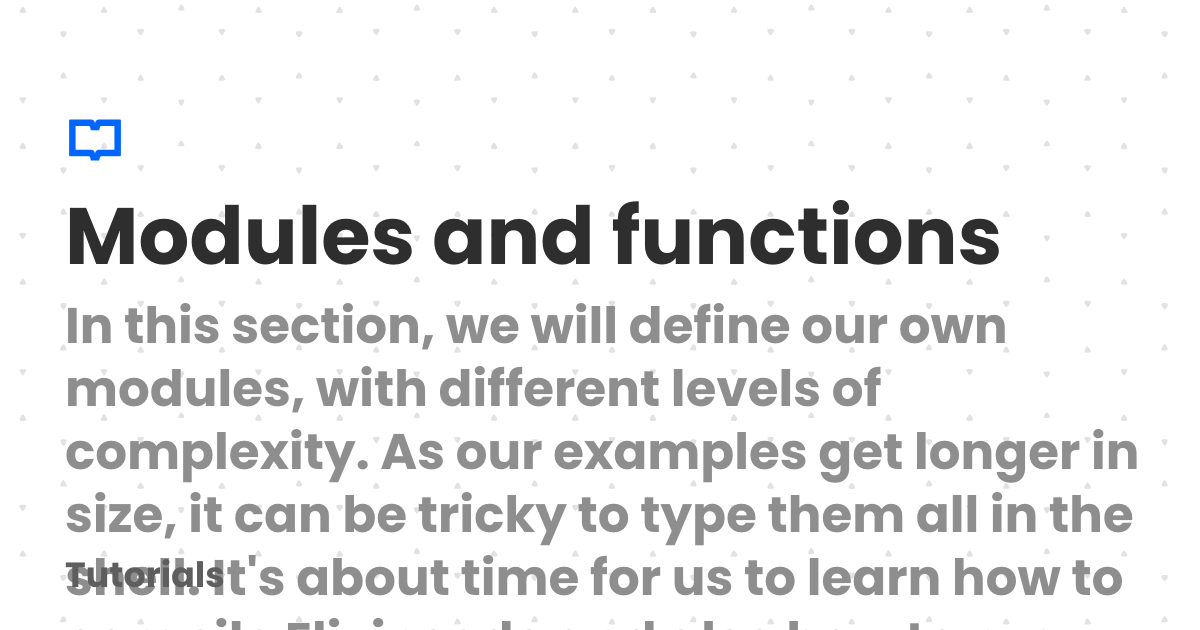 Modules and functions
In this section, we will define our own
modules, with different levels of
complexity. As our examples get longer in
size, it can be tricky to type them all in the
shell. It's about time for us to learn how to
Tutorials